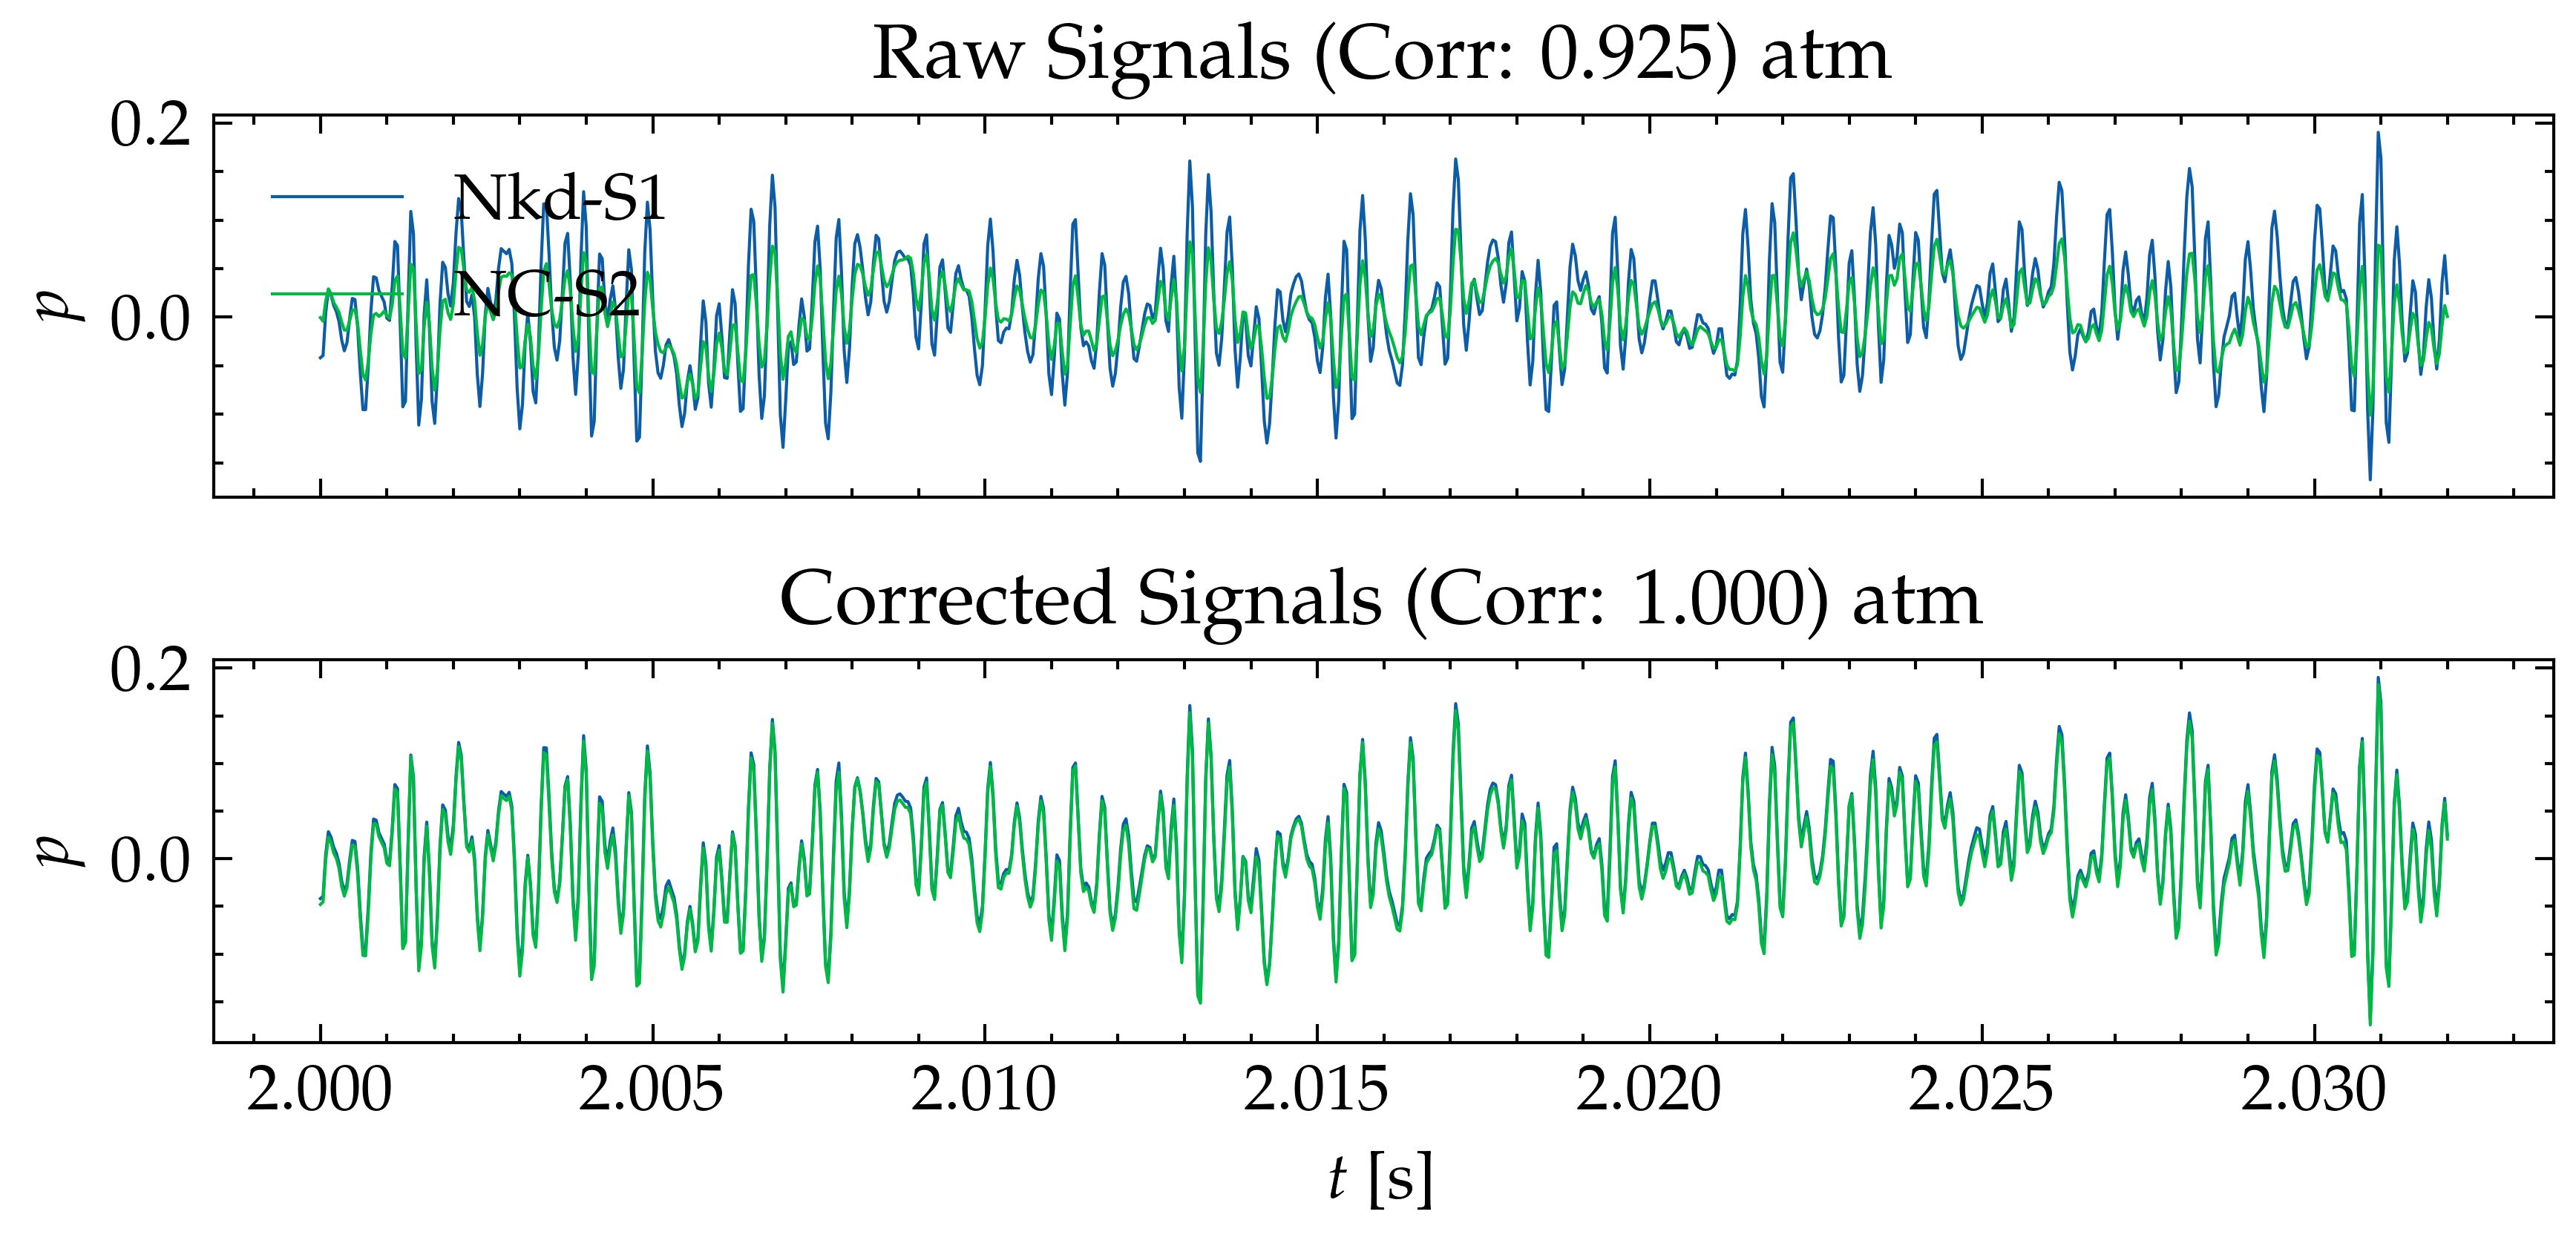 Raw Signals (Corr: 0.925) atm
0.2
Nkd-S1
NC-S2
p
0.0
Corrected Signals (Corr: 1.000) atm
0.2
p
0.0
2.000 2.005 2.010 2.015 2.020 2.025 2.030
t [s]